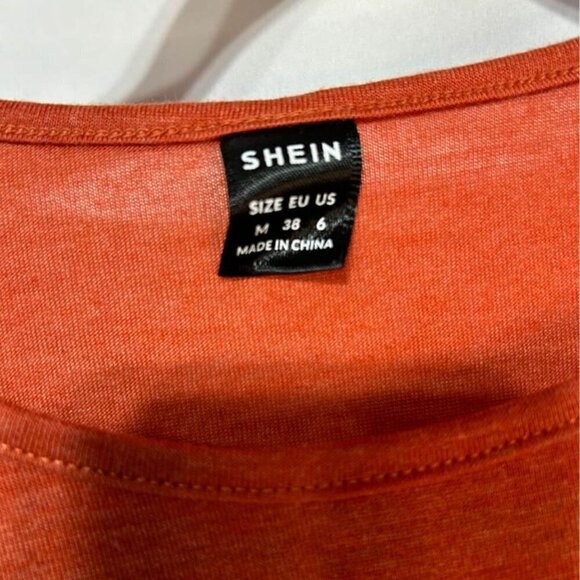 SHEIN
SIZE EU US
M 38 6
MADE IN CHINA